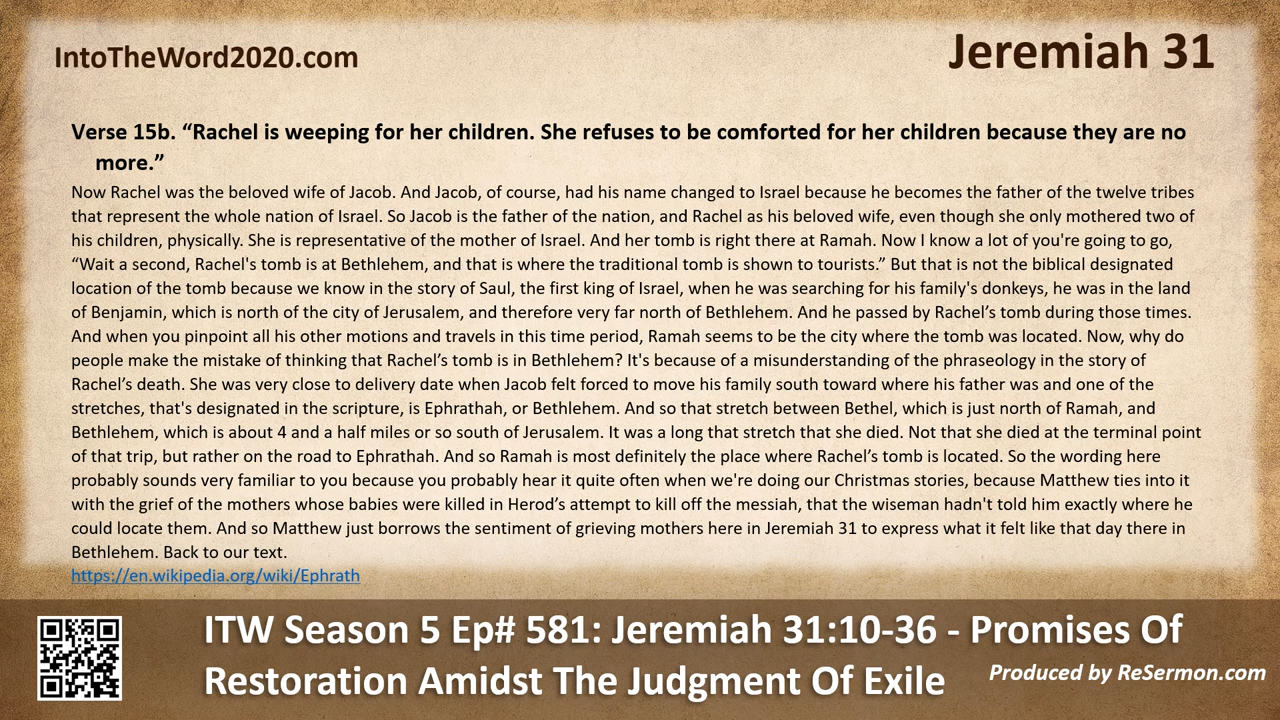 IntoTheWord2020.com
Jeremiah 31
Verse 15b. “Rachel is weeping for her children. She refuses to be comforted for her children because they are no
more.”
Now Rachel was the beloved wife of Jacob. And Jacob, of course, had his name changed to Israel because he becomes the father of the twelve tribes
that represent the whole nation of Israel. So Jacob is the father of the nation, and Rachel as his beloved wife, even though she only mothered two of
his children, physically. She is representative of the mother of Israel. And her tomb is right there at Ramah. Now I know a lot of you're going to go,
“Wait a second, Rachel's tomb is at Bethlehem, and that is where the traditional tomb is shown to tourists.” But that is not the biblical designated
location of the tomb because we know in the story of Saul, the first king of Israel, when he was searching for his family's donkeys, he was in the land
of Benjamin, which is north of the city of Jerusalem, and therefore very far north of Bethlehem. And he passed by Rachel’s tomb during those times.
And when you pinpoint all his other motions and travels in this time period, Ramah seems to be the city where the tomb was located. Now, why do
people make the mistake of thinking that Rachel’s tomb is in Bethlehem? It's because of a misunderstanding of the phraseology in the story of
Rachel’s death. She was very close to delivery date when Jacob felt forced to move his family south toward where his father was and one of the
stretches, that's designated in the scripture, is Ephrathah, or Bethlehem. And so that stretch between Bethel, which is just north of Ramah, and
Bethlehem, which is about 4 and a half miles or so south of Jerusalem. It was a long that stretch that she died. Not that she died at the terminal point
of that trip, but rather on the road to Ephrathah. And so Ramah is most definitely the place where Rachel’s tomb is located. So the wording here
probably sounds very familiar to you because you probably hear it quite often when we're doing our Christmas stories, because Matthew ties into it
with the grief of the mothers whose babies were killed in Herod’s attempt to kill off the messiah, that the wiseman hadn't told him exactly where he
could locate them. And so Matthew just borrows the sentiment of grieving mothers here in Jeremiah 31 to express what it felt like that day there in
Bethlehem. Back to our text.
https://en.wikipedia.org/wiki/Ephrath
ITW Season 5 Ep# 581: Jeremiah 31:10-36 - Promises Of
Restoration Amidst The Judgment Of Exile
Produced by ReSermon.com